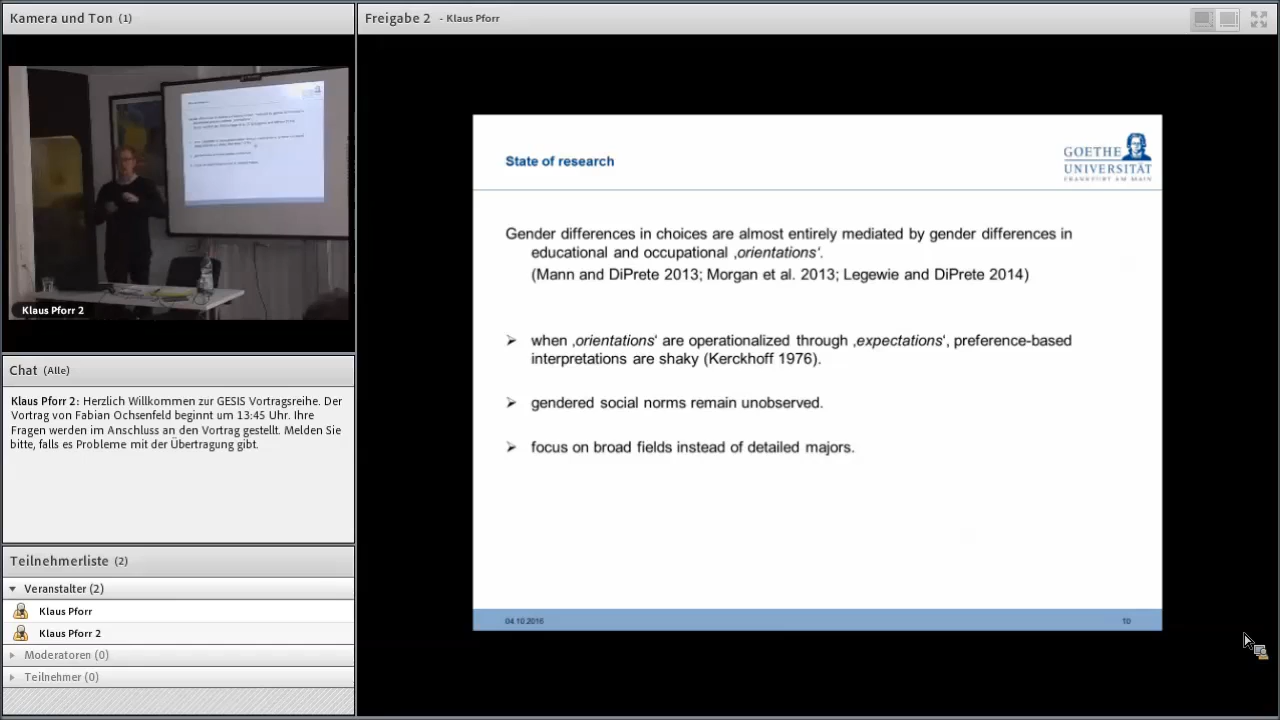 Kamera und Ton (1)
Klaus Pforr 2
Chat (Alle)
Klaus Pforr 2: Herzlich Willkommen zur GESIS Vortragsreihe. Der
Vortrag von Fabian Ochsenfeld beginnt um 13:45 Uhr. Ihre
Fragen werden im Anschluss an den Vortrag gestellt. Melden Sie
bitte, falls es Probleme mit der Übertragung gibt.
Teilnehmerliste (2)
Veranstalter (2)
Klaus Pforr
Klaus Pforr 2
Moderatoren (0)
Teilnehmer (0)
Freigabe 2 - Klaus Pforr
State of research
GOETHE
UNIVERSITÄT
FRANKFURT AM MAIN
Gender differences in choices are almost entirely mediated by gender differences in
educational and occupational ‚orientations‘.
(Mann and DiPrete 2013; Morgan et al. 2013; Legewie and DiPrete 2014)
➢ when ‚orientations‘ are operationalized through ‚expectations‘, preference-based
interpretations are shaky (Kerckhoff 1976).
➢ gendered social norms remain unobserved.
➢ focus on broad fields instead of detailed majors.
04.10.2016
10